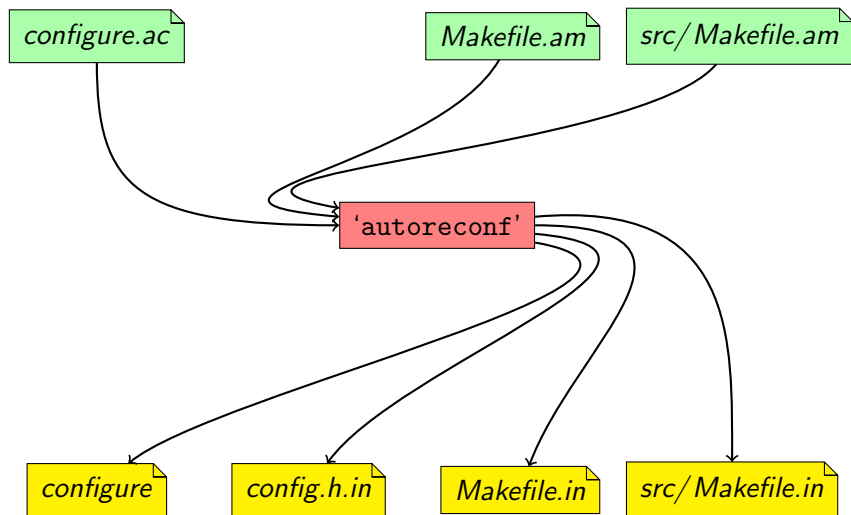 configure.ac
Makefile.am
src/Makefile.am
‘autoreconf’
configure
config.h.in
Makefile.in
src/Makefile.in